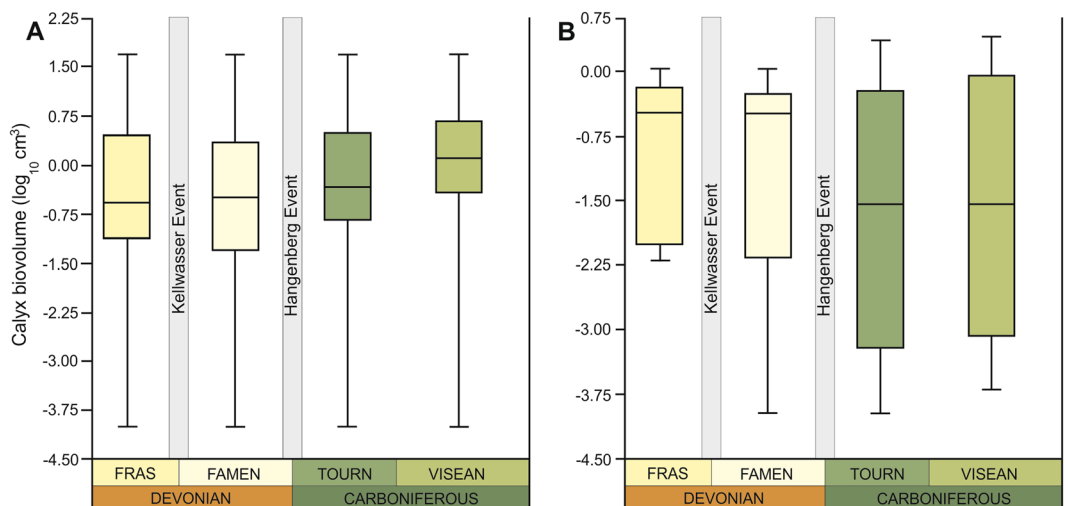 A
Calyx biovolume (log10 cm3)
2.25
1.50
0.75
0.00
-0.75
-1.50
-2.25
-3.00
-3.75
-4.50
Kellwasser Event
Hangenberg Event
FRAS FAMEN TOURN VISEAN
DEVONIAN CARBONIFEROUS
B
0.75
0.00
-0.75
-1.50
-2.25
-3.00
-3.75
-4.50
Kellwasser Event
Hangenberg Event
FRAS FAMEN TOURN VISEAN
DEVONIAN CARBONIFEROUS